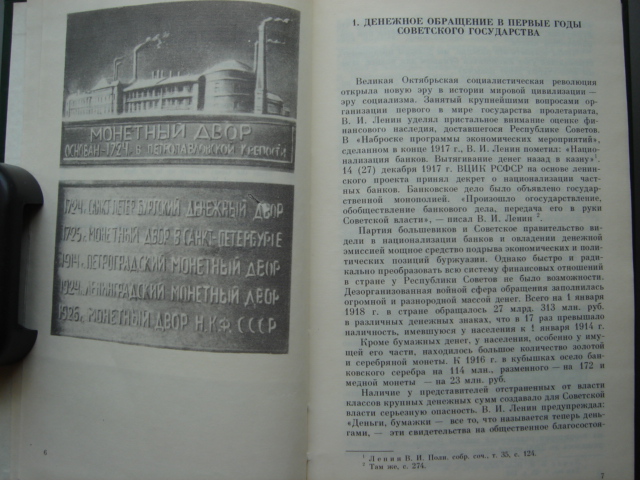 МОНЕТНЫЙ ДВОР
ОСНОВАН-1724Г. В ПЕТРОПАВЛОВСКОЙ КРЕПОСТИ
1724. САНКТ-ПЕТЕРБУРГСКИЙ ДЕНЕЖНЫЙ ДВОР
1725. МОНЕТНЫЙ ДВОР В САНКТ-ПЕТЕРБУРГЕ
1914. ПЕТРОГРАДСКИЙ МОНЕТНЫЙ ДВОР
1924. ЛЕНИНГРАДСКИЙ МОНЕТНЫЙ ДВОР
МОНЕТНЫЙ ДВОР Н.К.Ф. СССР
6
1. ДЕНЕЖНОЕ ОБРАЩЕНИЕ В ПЕРВЫЕ ГОДЫ
СОВЕТСКОГО ГОСУДАРСТВА
Великая Октябрьская социалистическая революция
открыла новую эру в истории мировой цивилизации —
эру социализма. Занятый крупнейшими вопросами ор-
ганизации первого в мире государства пролетариата,
В. И. Ленин уделял пристальное внимание оценке фи-
нансового наследия, доставшегося Республике Советов.
В «Наброске программы экономических мероприятий»,
сделанном в конце 1917 г., В. И. Ленин пометил: «Нацио-
нализация банков. Вытягивание денег назад в казну»¹.
14 (27) декабря 1917 г. ВЦИК РСФСР на основе ленин-
ского проекта принял декрет о национализации част-
ных банков. Банковское дело было объявлено государ-
ственной монополией. «Произошло огосударствление,
обобществление банковского дела, передача его в руки
Советской власти», — писал В. И. Ленин ².
Партия большевиков и Советское правительство ви-
дели в национализации банков и овладении денежной
эмиссией мощное средство подрыва экономических и поли-
тических позиций буржуазии. Однако быстро и ради-
кально преобразовать всю систему финансовых отношений
в стране у Республики Советов не было возможности.
Дезорганизованная войной сфера обращения заполнилась
огромной и разнородной массой денег. Всего на 1 января
1918 г. в стране обращалось 27 млрд. 313 млн. руб.
в различных денежных знаках, что в 17 раз превышало
наличность, имевшуюся у населения к 1 января 1914 г.
Кроме бумажных денег, у населения, особенно у иму-
щей его части, находилось большое количество золотой
и серебряной монеты. К 1916 г. в кубышках осело бан-
ковского серебра на 114 млн., разменного — на 172 и
медной монеты — на 23 млн. руб.
Наличие у представителей отстраненных от власти
классов крупных денежных сумм создавало для Советской
власти серьезную опасность. В. И. Ленин предупреждал:
«Деньги, бумажки — все то, что называется теперь день-
гами, — эти свидетельства на общественное благосостоя-
¹ Ленин В. И. Полн. собр. соч., т. 35, с. 124.
² Там же, с. 274.
7